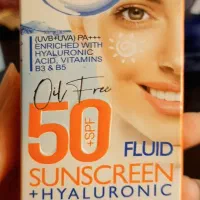 (UVB+UVA) PA+++
ENRICHED WITH
HYALURONIC
ACID, VITAMINS
B3 & B5
Oil Free
50
+SPF
FLUID
SUNSCREEN
+HYALURONIC